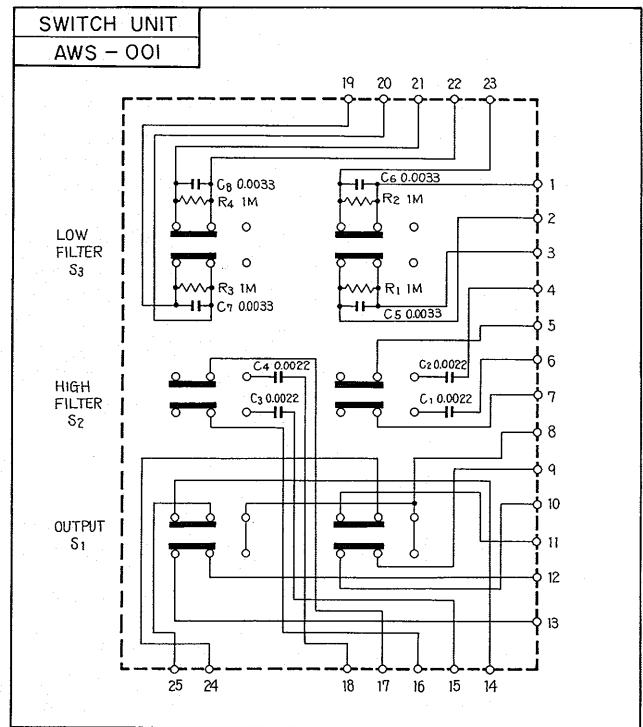 SWITCH UNIT
AWS-001
19 20 21 22 23
C8 0.0033
C6 0.0033
R4 1M
R2 1M
1
2
LOW
FILTER
S3
3
R3 1M
R1 1M
4
C7 0.0033
C5 0.0033
5
C4 0.0022
C2 0.0022
6
HIGH
FILTER
S2
C3 0.0022
C1 0.0022
7
8
9
10
OUTPUT
S1
11
12
13
25 24 18 17 16 15 14